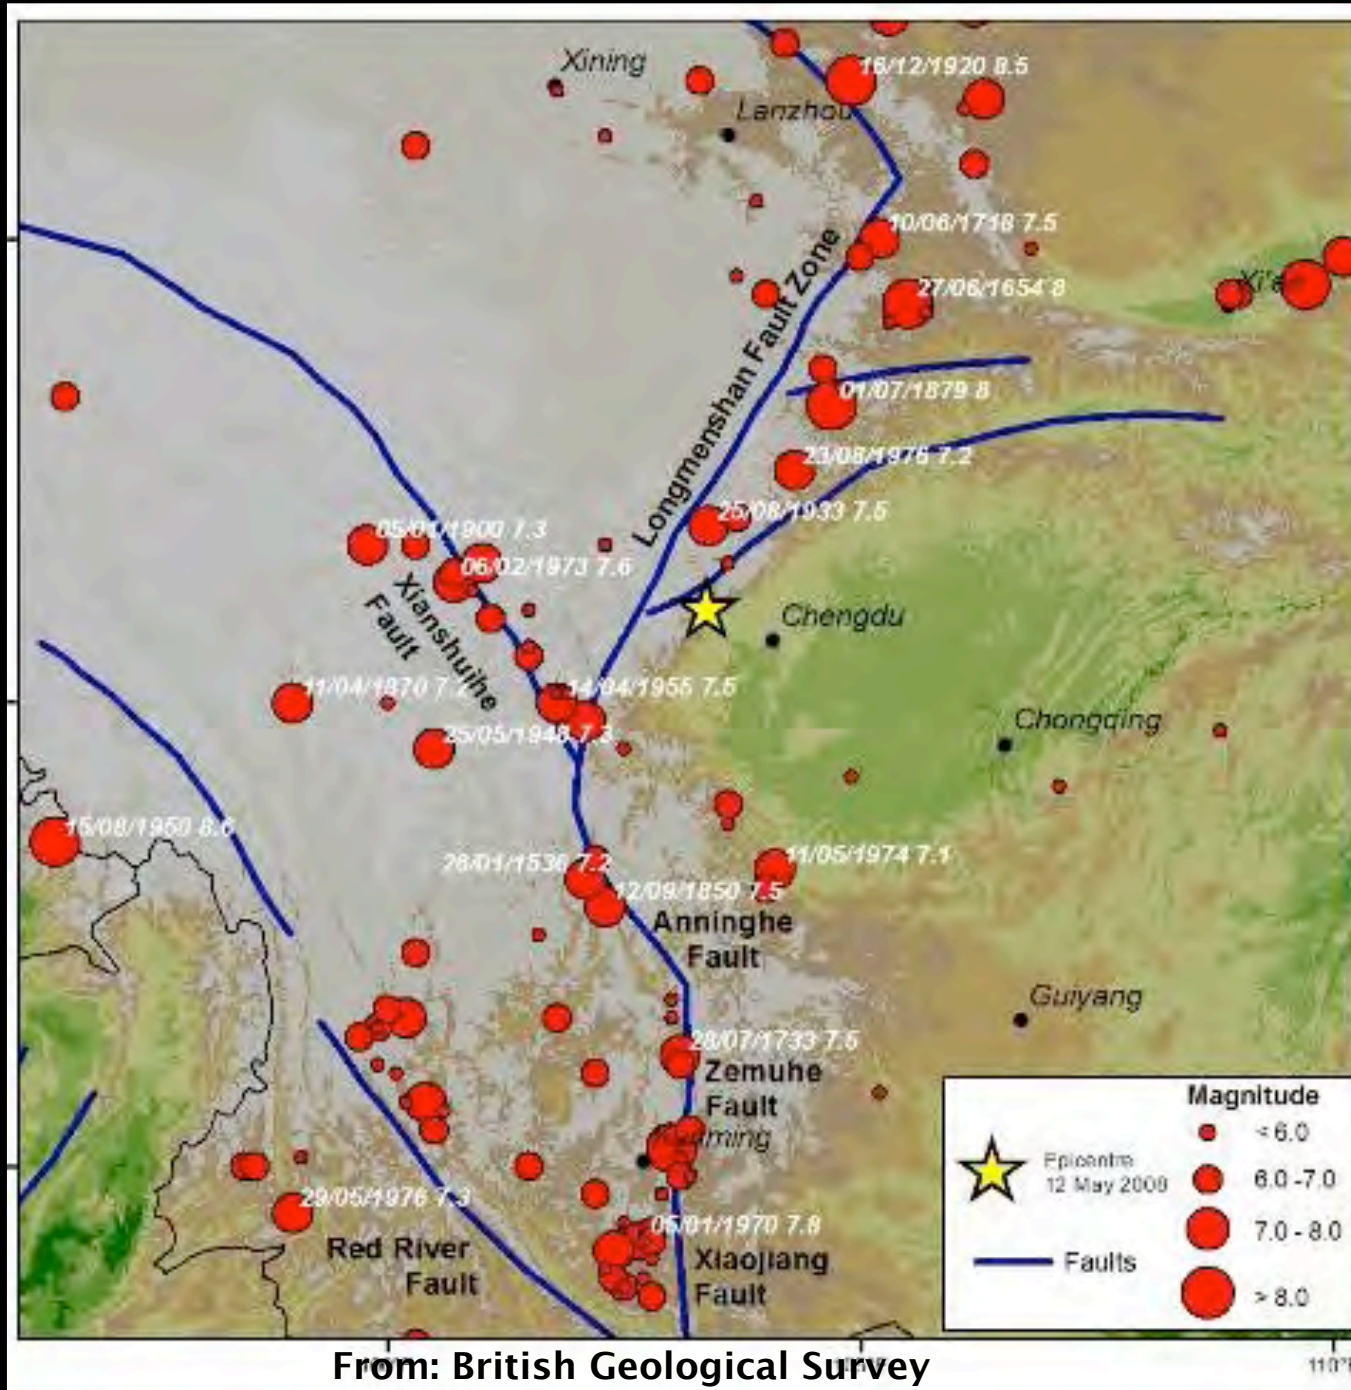 Xining
16/12/1920 8.5
Lanzhou
10/06/1718 7.5
27/06/1654 8
Longmenshan Fault Zone
01/07/1879 8
23/08/1976 7.2
25/08/1933 7.5
05/01/1900 7.3
06/02/1973 7.6
Xianshuihe
Fault
Chengdu
11/04/1870 7.2
14/04/1955 7.5
Chongqing
25/05/1948 7.3
15/08/1950 8.6
26/01/1536 7.2
11/05/1974 7.1
12/09/1850 7.5
Anninghe
Fault
Guiyang
28/07/1733 7.5
Zemuhe
Fault
29/05/1976 7.3
05/01/1970 7.8
Red River
Fault
Xiaojiang
Fault
Magnitude
< 6.0
Epicentre
12 May 2008
6.0 -7.0
7.0 - 8.0
Faults
> 8.0
From: British Geological Survey